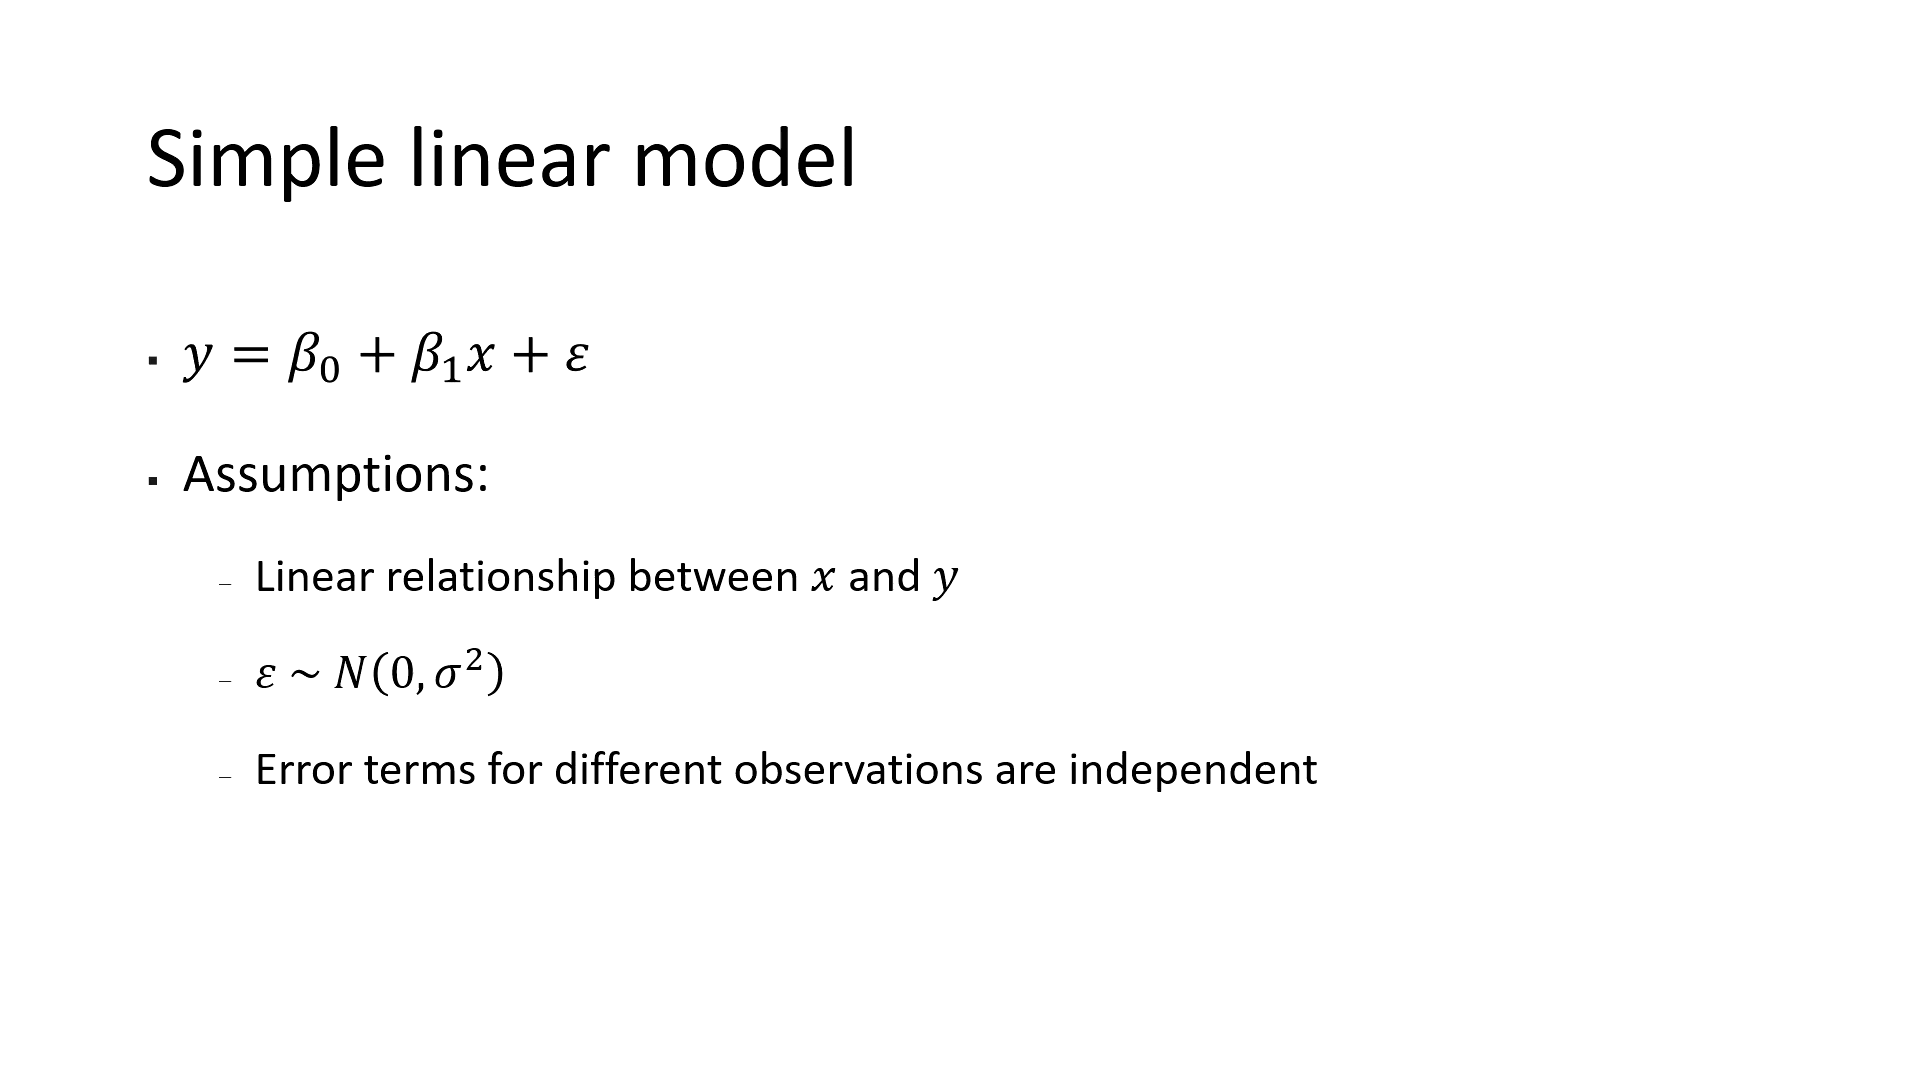 Simple linear model
▪ 𝑦 = 𝛽₀ + 𝛽₁𝑥 + 𝜀
▪ Assumptions:
– Linear relationship between 𝑥 and 𝑦
– 𝜀 ~ 𝑁(0, 𝜎²)
– Error terms for different observations are independent